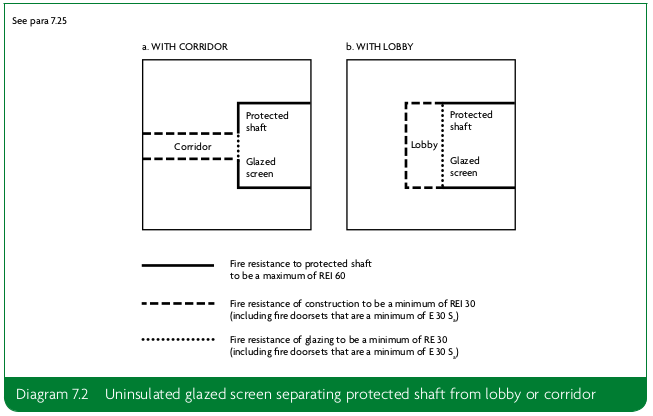 See para 7.25
a. WITH CORRIDOR
b. WITH LOBBY
Protected
shaft
Corridor
Glazed
screen
Protected
shaft
Lobby
Glazed
screen
Fire resistance to protected shaft
to be a maximum of REI 60
Fire resistance of construction to be a minimum of REI 30
(including fire doorsets that are a minimum of E 30 Sa)
Fire resistance of glazing to be a minimum of RE 30
(including fire doorsets that are a minimum of E 30 Sa)
Diagram 7.2 Uninsulated glazed screen separating protected shaft from lobby or corridor